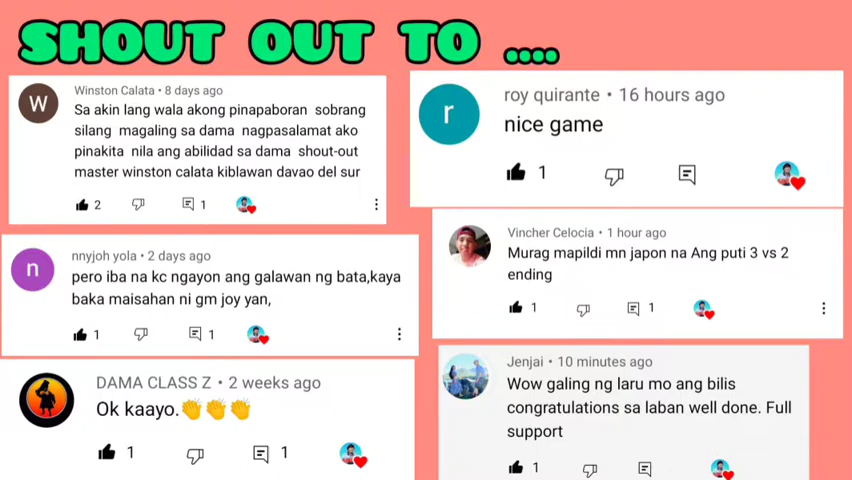 SHOUT OUT TO ....
W
Winston Calata • 8 days ago
Sa akin lang wala akong pinapaboran sobrang
silang magaling sa dama nagpasalamat ako
pinakita nila ang abilidad sa dama shout-out
master winston calata kiblawan davao del sur
2 1
n
nnyjoh yola • 2 days ago
pero iba na kc ngayon ang galawan ng bata,kaya
baka maisahan ni gm joy yan,
1 1
DAMA CLASS Z • 2 weeks ago
Ok kaayo.👏👏👏
1 1
r
roy quirante • 16 hours ago
nice game
1
Vincher Celocia • 1 hour ago
Murag mapildi mn japon na Ang puti 3 vs 2
ending
1 1
Jenjai • 10 minutes ago
Wow galing ng laru mo ang bilis
congratulations sa laban well done. Full
support
1